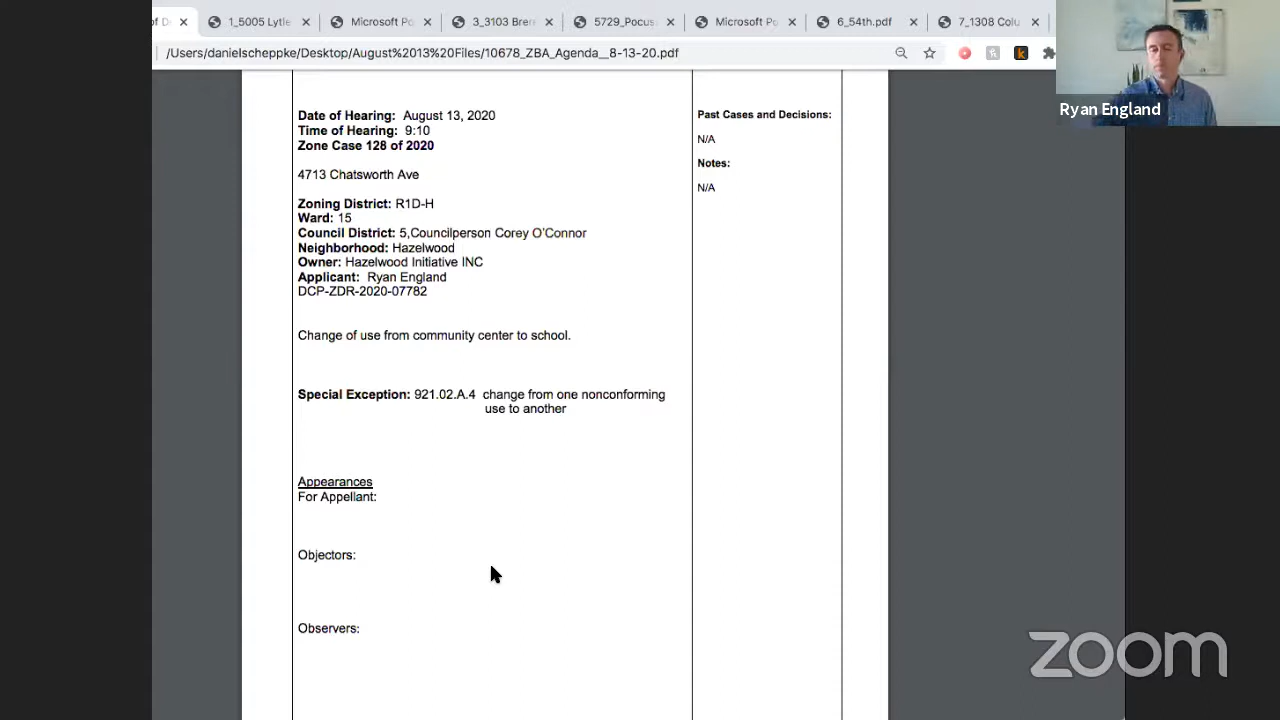 of D
1_5005 Lytle
Microsoft Po
3_3103 Brere
5729_Pocus
Microsoft Po
6_54th.pdf
7_1308 Colu
/Users/danielscheppke/Desktop/August%2013%20Files/10678_ZBA_Agenda__8-13-20.pdf
Ryan England
Date of Hearing: August 13, 2020
Time of Hearing: 9:10
Zone Case 128 of 2020
4713 Chatsworth Ave
Zoning District: R1D-H
Ward: 15
Council District: 5,Councilperson Corey O'Connor
Neighborhood: Hazelwood
Owner: Hazelwood Initiative INC
Applicant: Ryan England
DCP-ZDR-2020-07782
Change of use from community center to school.
Special Exception: 921.02.A.4 change from one nonconforming
use to another
Appearances
For Appellant:
Objectors:
Observers:
Past Cases and Decisions:
N/A
Notes:
N/A
zoom